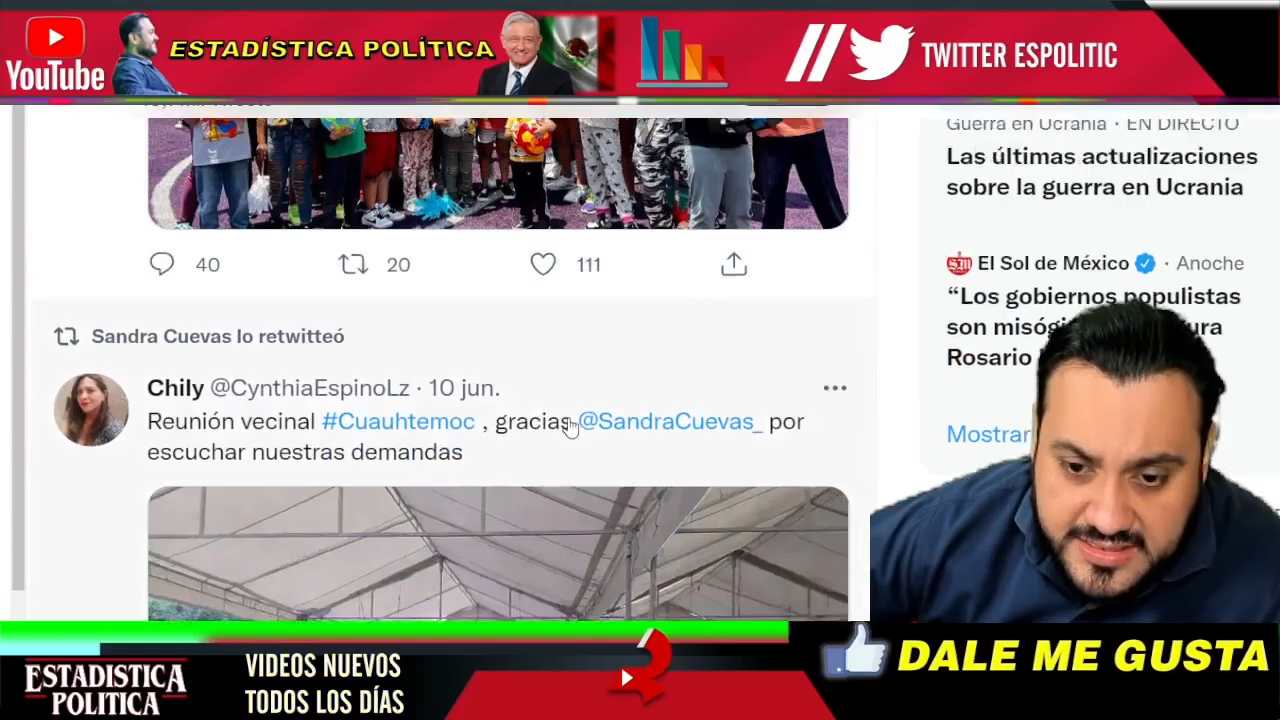 YouTube
ESTADÍSTICA POLÍTICA
TWITTER ESPOLITIC
Guerra en Ucrania · EN DIRECTO
Las últimas actualizaciones
sobre la guerra en Ucrania
40
20
111
El Sol de México · Anoche
“Los gobiernos populistas
son
Rosario
Mostrar
Sandra Cuevas lo retwitteó
Chily @CynthiaEspinoLz · 10 jun.
Reunión vecinal #Cuauhtemoc , gracias @SandraCuevas_ por
escuchar nuestras demandas
ESTADISTICA
POLÍTICA
VIDEOS NUEVOS
TODOS LOS DÍAS
DALE ME GUSTA